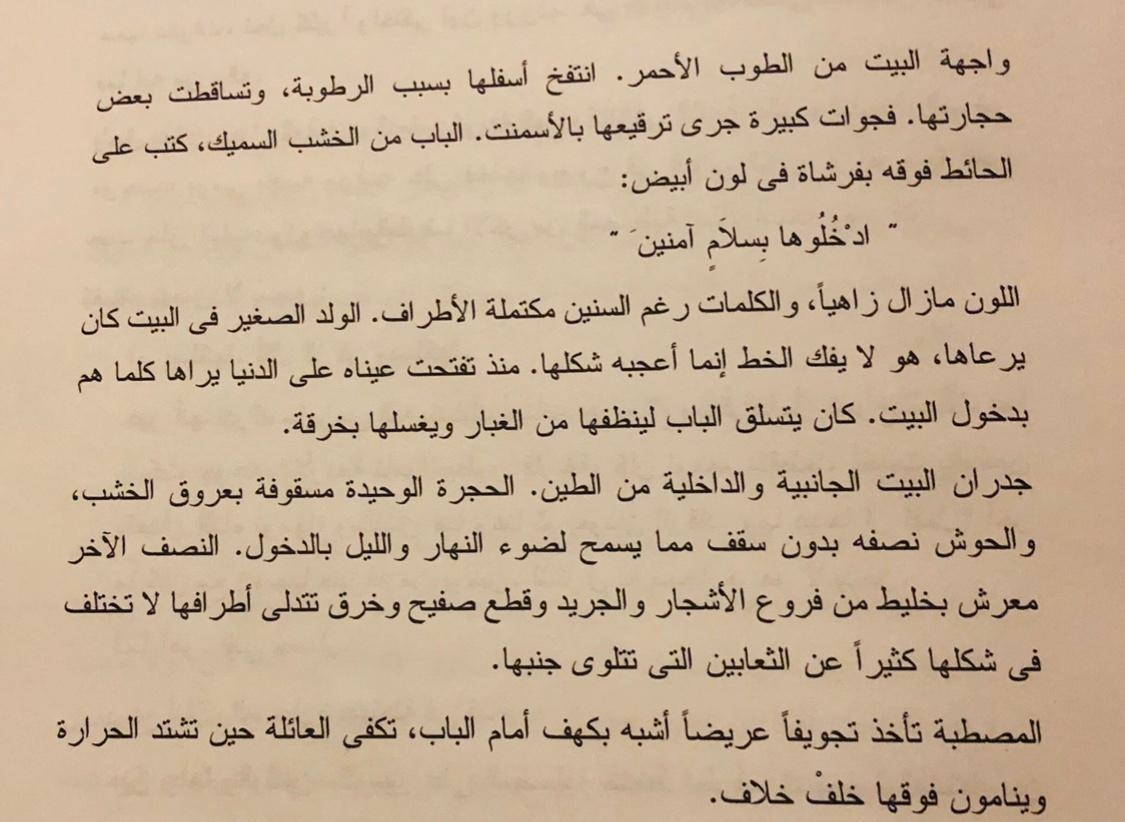 واجهة البيت من الطوب الأحمر. انتفخ أسفلها بسبب الرطوبة، وتساقطت بعض
حجارتها. فجوات كبيرة جرى ترقيعها بالأسمنت. الباب من الخشب السميك، كتب على
الحائط فوقه بفرشاة فى لون أبيض:
" ادْخُلُوها بِسلاَمٍ آمنينَ "
اللون مازال زاهياً، والكلمات رغم السنين مكتملة الأطراف. الولد الصغير فى البيت كان
يرعاها، هو لا يفك الخط إنما أعجبه شكلها. منذ تفتحت عيناه على الدنيا يراها كلما هم
بدخول البيت. كان يتسلق الباب لينظفها من الغبار ويغسلها بخرقة.
جدران البيت الجانبية والداخلية من الطين. الحجرة الوحيدة مسقوفة بعروق الخشب،
والحوش نصفه بدون سقف مما يسمح لضوء النهار والليل بالدخول. النصف الآخر
معرش بخليط من فروع الأشجار والجريد وقطع صفيح وخرق تتدلى أطرافها لا تختلف
فى شكلها كثيراً عن الثعابين التى تتلوى جنبها.
المصطبة تأخذ تجويفاً عريضاً أشبه بكهف أمام الباب، تكفى العائلة حين تشتد الحرارة
وينامون فوقها خلفْ خلاف.